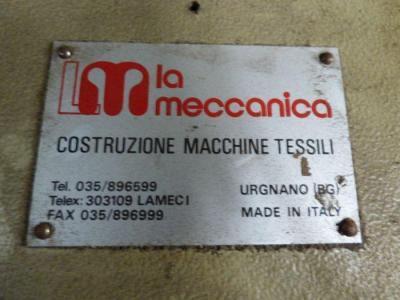 LM la
meccanica
COSTRUZIONE MACCHINE TESSILI
Tel. 035/896599
Telex: 303109 LAMECI
FAX 035/896999
URGNANO (BG)
MADE IN ITALY